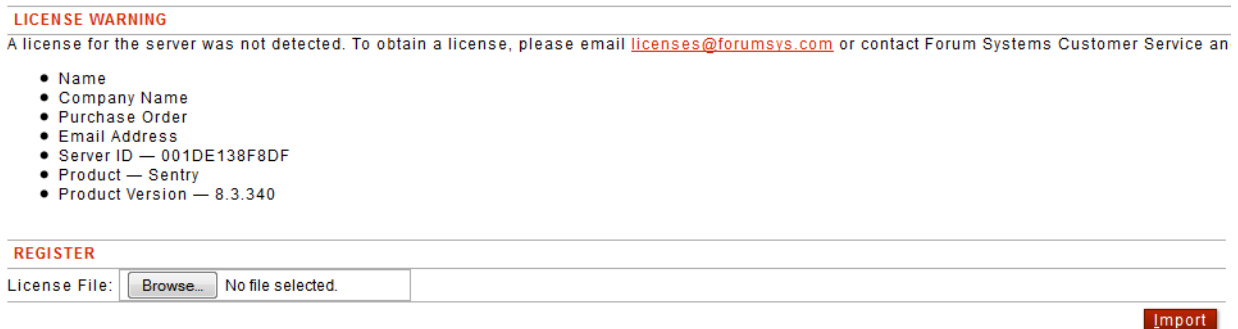 LICENSE WARNING
A license for the server was not detected. To obtain a license, please email licenses@forumsys.com or contact Forum Systems Customer Service an
Name
Company Name
Purchase Order
Email Address
Server ID — 001DE138F8DF
Product — Sentry
Product Version — 8.3.340
REGISTER
License File: Browse... No file selected.
Import